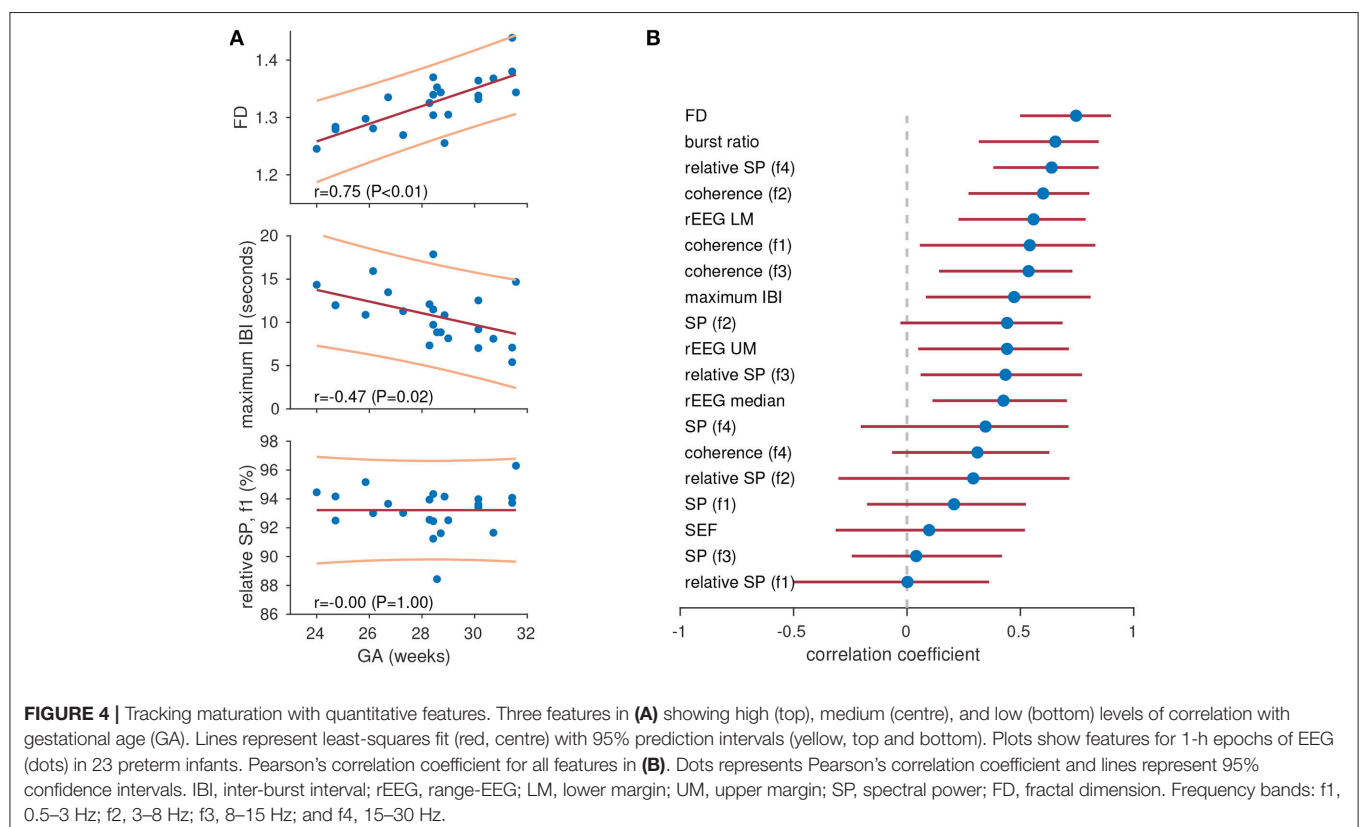 A
1.4
1.3
1.2
FD
r=0.75 (P<0.01)
20
15
10
5
0
maximum IBI (seconds)
r=-0.47 (P=0.02)
98
96
94
92
90
88
86
relative SP, f1 (%)
r=-0.00 (P=1.00)
24 26 28 30 32
GA (weeks)
B
FD
burst ratio
relative SP (f4)
coherence (f2)
rEEG LM
coherence (f1)
coherence (f3)
maximum IBI
SP (f2)
rEEG UM
relative SP (f3)
rEEG median
SP (f4)
coherence (f4)
relative SP (f2)
SP (f1)
SEF
SP (f3)
relative SP (f1)
-1 -0.5 0 0.5 1
correlation coefficient
FIGURE 4 | Tracking maturation with quantitative features. Three features in (A) showing high (top), medium (centre), and low (bottom) levels of correlation with
gestational age (GA). Lines represent least-squares fit (red, centre) with 95% prediction intervals (yellow, top and bottom). Plots show features for 1-h epochs of EEG
(dots) in 23 preterm infants. Pearson's correlation coefficient for all features in (B). Dots represents Pearson's correlation coefficient and lines represent 95%
confidence intervals. IBI, inter-burst interval; rEEG, range-EEG; LM, lower margin; UM, upper margin; SP, spectral power; FD, fractal dimension. Frequency bands: f1,
0.5–3 Hz; f2, 3–8 Hz; f3, 8–15 Hz; and f4, 15–30 Hz.